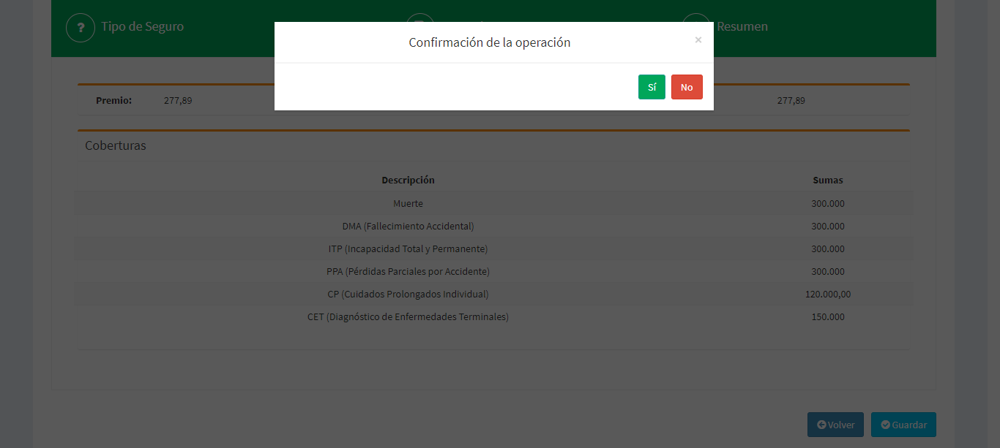 ? Tipo de Seguro
Resumen
Confirmación de la operación ×
Sí No
Premio: 277,89 277,89
Coberturas
Descripción Sumas
Muerte 300.000
DMA (Fallecimiento Accidental) 300.000
ITP (Incapacidad Total y Permanente) 300.000
PPA (Pérdidas Parciales por Accidente) 300.000
CP (Cuidados Prolongados Individual) 120.000,00
CET (Diagnóstico de Enfermedades Terminales) 150.000
Volver Guardar